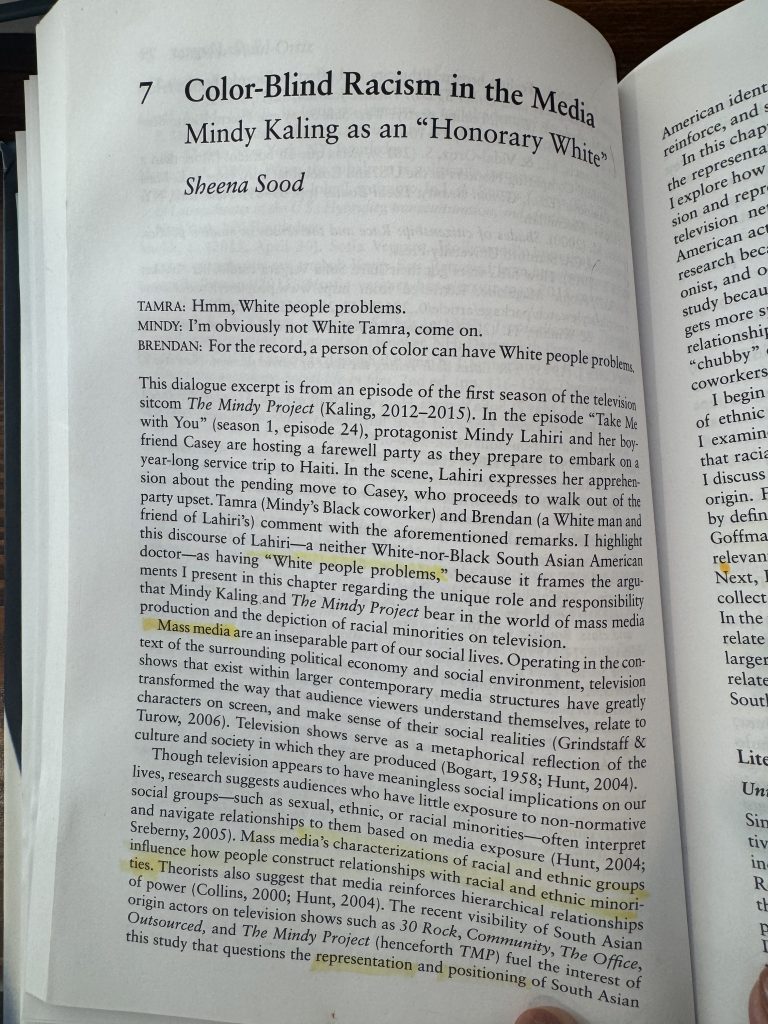 7 Color-Blind Racism in the Media
Mindy Kaling as an “Honorary White”
Sheena Sood
TAMRA: Hmm, White people problems.
MINDY: I'm obviously not White Tamra, come on.
BRENDAN: For the record, a person of color can have White people problems.
This dialogue excerpt is from an episode of the first season of the television
sitcom The Mindy Project (Kaling, 2012–2015). In the episode “Take Me
with You” (season 1, episode 24), protagonist Mindy Lahiri and her boy-
friend Casey are hosting a farewell party as they prepare to embark on a
year-long service trip to Haiti. In the scene, Lahiri expresses her apprehen-
sion about the pending move to Casey, who proceeds to walk out of the
party upset. Tamra (Mindy's Black coworker) and Brendan (a White man and
friend of Lahiri's) comment with the aforementioned remarks. I highlight
this discourse of Lahiri—a neither White-nor-Black South Asian American
doctor—as having “White people problems,” because it frames the argu-
ments I present in this chapter regarding the unique role and responsibility
that Mindy Kaling and The Mindy Project bear in the world of mass media
production and the depiction of racial minorities on television.
Mass media are an inseparable part of our social lives. Operating in the con-
text of the surrounding political economy and social environment, television
shows that exist within larger contemporary media structures have greatly
transformed the way that audience viewers understand themselves, relate to
characters on screen, and make sense of their social realities (Grindstaff &
Turow, 2006). Television shows serve as a metaphorical reflection of the
culture and society in which they are produced (Bogart, 1958; Hunt, 2004).
Though television appears to have meaningless social implications on our
lives, research suggests audiences who have little exposure to non-normative
social groups—such as sexual, ethnic, or racial minorities—often interpret
and navigate relationships to them based on media exposure (Hunt, 2004;
Sreberny, 2005). Mass media's characterizations of racial and ethnic groups
influence how people construct relationships with racial and ethnic minori-
ties. Theorists also suggest that media reinforces hierarchical relationships
of power (Collins, 2000; Hunt, 2004). The recent visibility of South Asian
origin actors on television shows such as 30 Rock, Community, The Office,
Outsourced, and The Mindy Project (henceforth TMP) fuel the interest of
this study that questions the representation and positioning of South Asian
American ident
reinforce, and s
In this chap
the representa
I explore how
sion and repr
television ne
American act
research beca
onist, and o
study becau
gets more s
relationship
“chubby”
coworkers
I begin
of ethnic
I examin
that racia
I discuss
origin. F
by defin
Goffma
relevan
Next, I
collect
In the
relate
larger
relate
Sout
Lite
Un
Sin
tiv
in
R
th
p